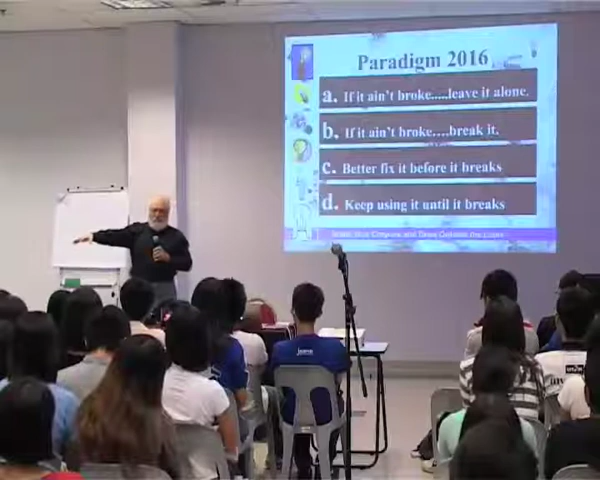 Paradigm 2016
a. If it ain't broke.....leave it alone.
b. If it ain't broke....break it.
c. Better fix it before it breaks
d. Keep using it until it breaks